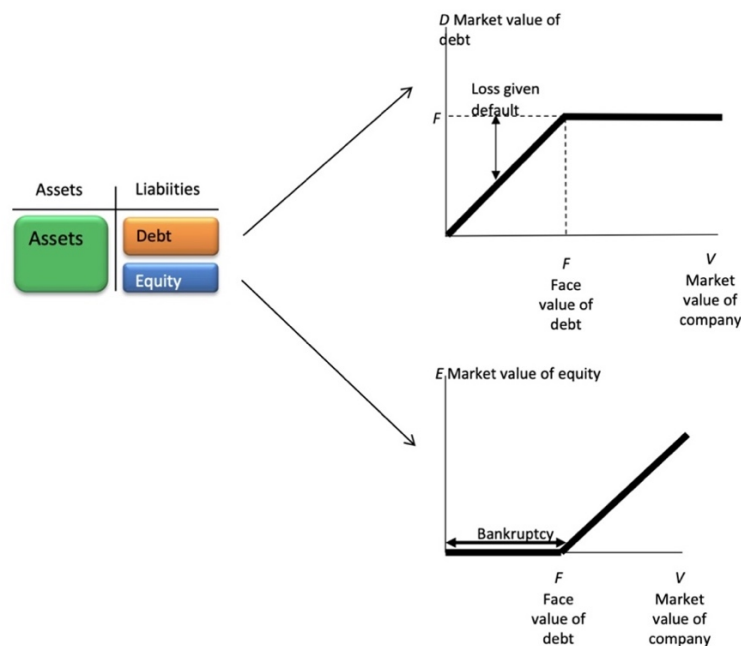 D Market value of
debt
Loss given
default
F
Assets
Liabiities
Assets
Debt
Equity
F
Face
value of
debt
V
Market
value of
company
E Market value of equity
Bankruptcy
F
Face
value of
debt
V
Market
value of
company